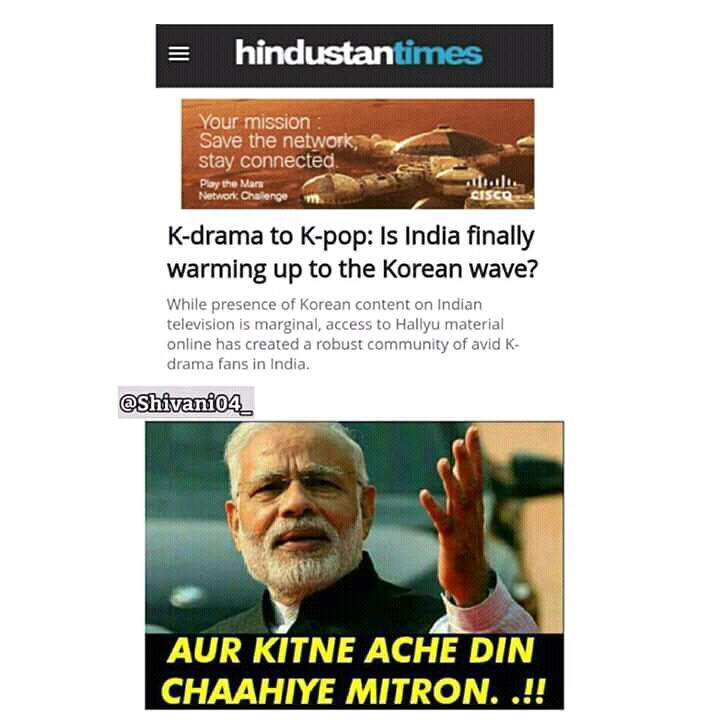 hindustantimes
Your mission :
Save the network,
stay connected.
Play the Mars
Network Challenge
CISCO
K-drama to K-pop: Is India finally
warming up to the Korean wave?
While presence of Korean content on Indian
television is marginal, access to Hallyu material
online has created a robust community of avid K-
drama fans in India.
@Shivani04_
AUR KITNE ACHE DIN
CHAAHIYE MITRON. .!!